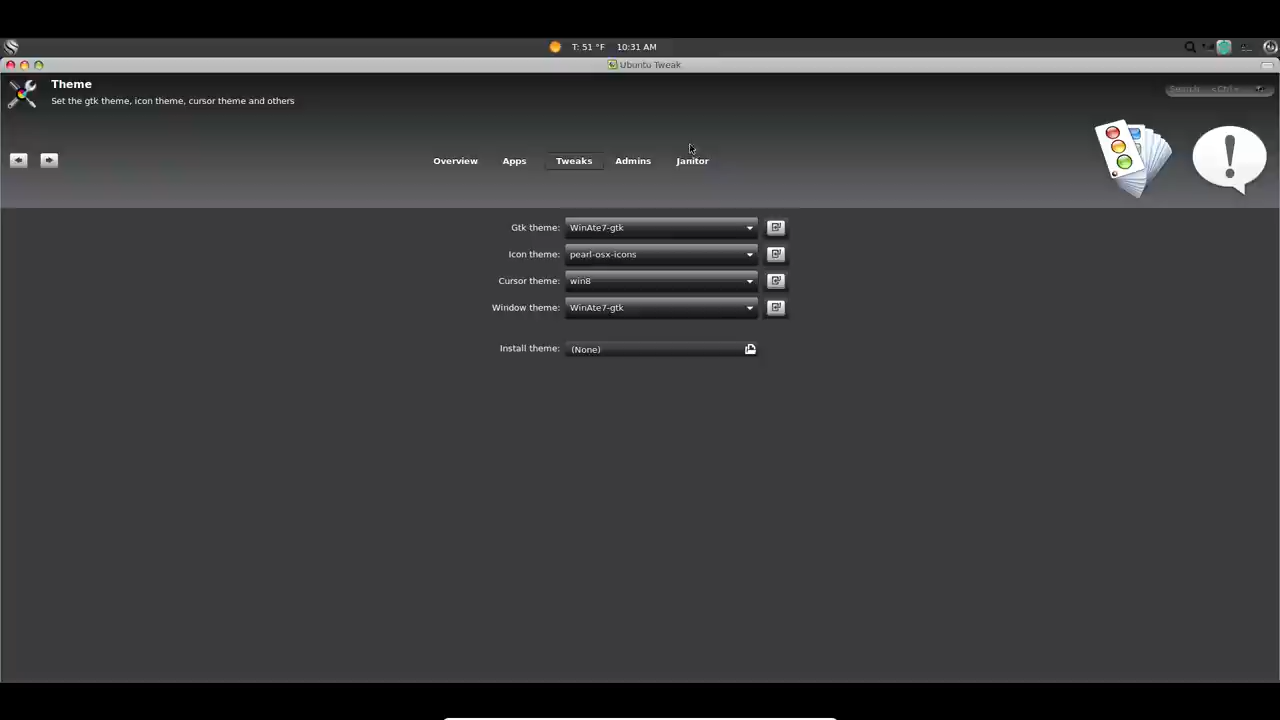 T: 51 °F 10:31 AM
Ubuntu Tweak
Theme
Set the gtk theme, icon theme, cursor theme and others
Search <Ctrl+
Overview Apps Tweaks Admins Janitor
Gtk theme: WinAte7-gtk
Icon theme: pearl-osx-icons
Cursor theme: win8
Window theme: WinAte7-gtk
Install theme: (None)